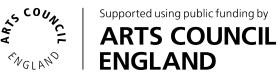 ARTS COUNCIL
ENGLAND
Supported using public funding by
ARTS COUNCIL
ENGLAND